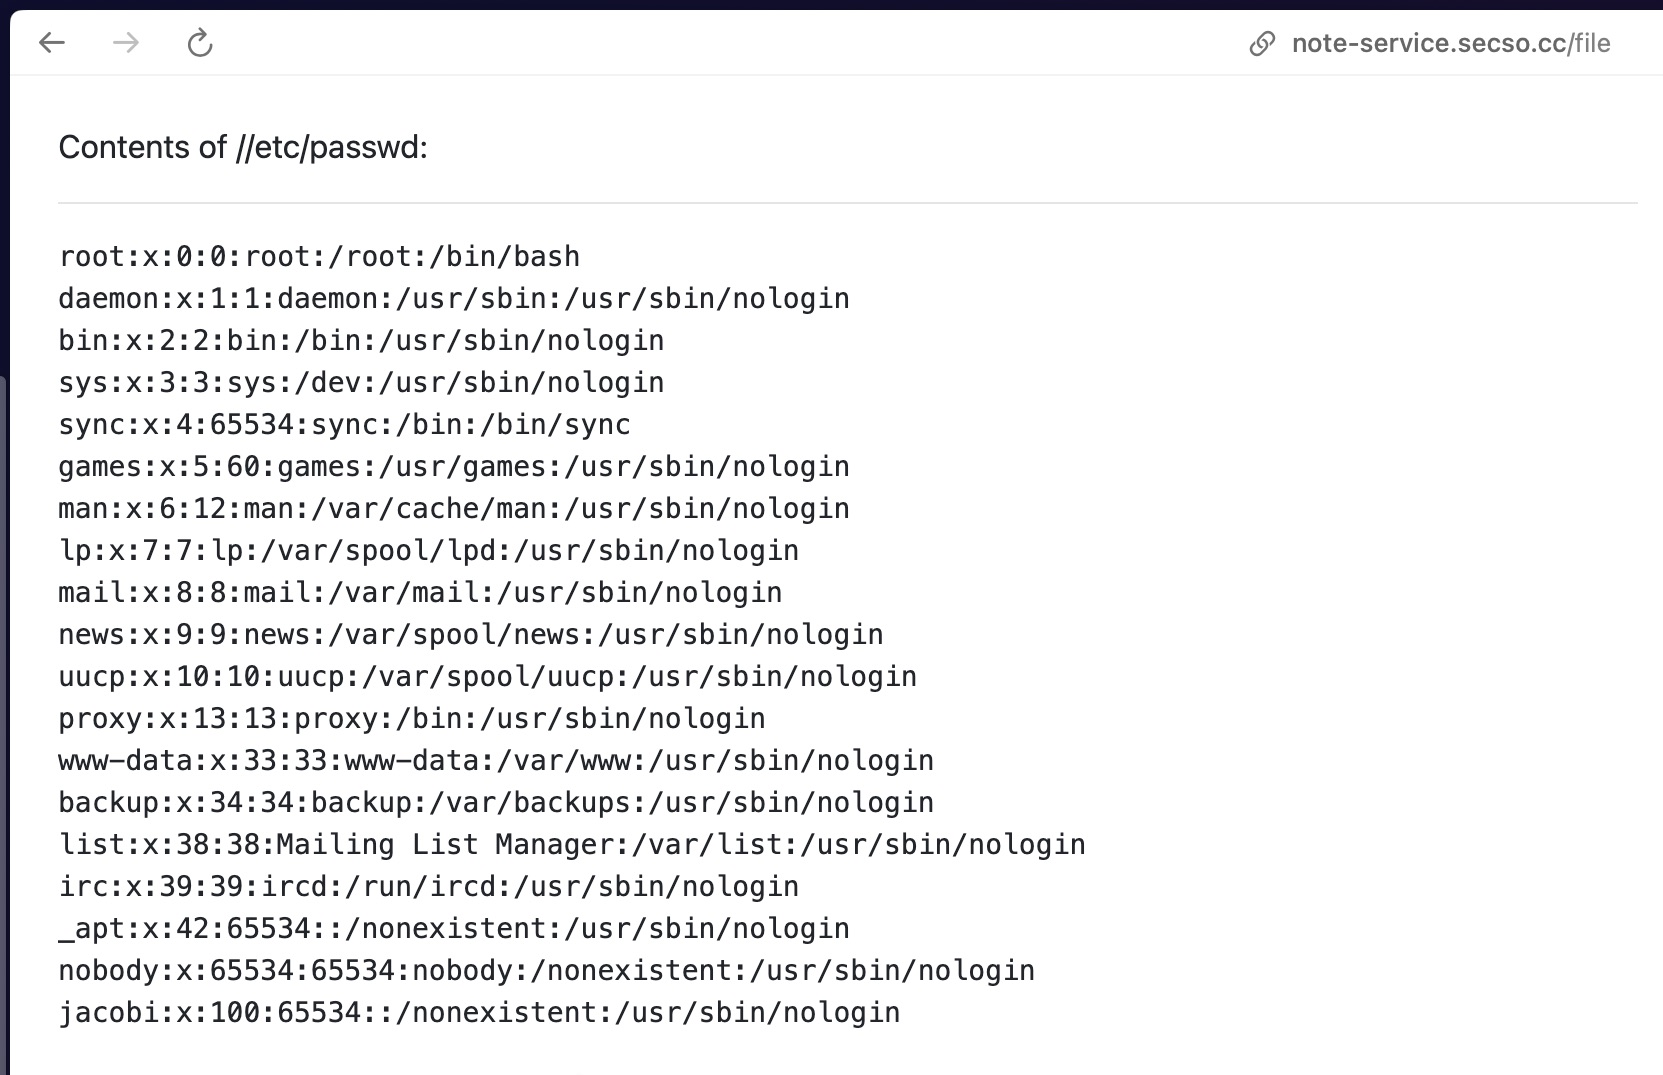 note-service.secso.cc/file
Contents of //etc/passwd:
root:x:0:0:root:/root:/bin/bash
daemon:x:1:1:daemon:/usr/sbin:/usr/sbin/nologin
bin:x:2:2:bin:/bin:/usr/sbin/nologin
sys:x:3:3:sys:/dev:/usr/sbin/nologin
sync:x:4:65534:sync:/bin:/bin/sync
games:x:5:60:games:/usr/games:/usr/sbin/nologin
man:x:6:12:man:/var/cache/man:/usr/sbin/nologin
lp:x:7:7:lp:/var/spool/lpd:/usr/sbin/nologin
mail:x:8:8:mail:/var/mail:/usr/sbin/nologin
news:x:9:9:news:/var/spool/news:/usr/sbin/nologin
uucp:x:10:10:uucp:/var/spool/uucp:/usr/sbin/nologin
proxy:x:13:13:proxy:/bin:/usr/sbin/nologin
www-data:x:33:33:www-data:/var/www:/usr/sbin/nologin
backup:x:34:34:backup:/var/backups:/usr/sbin/nologin
list:x:38:38:Mailing List Manager:/var/list:/usr/sbin/nologin
irc:x:39:39:ircd:/run/ircd:/usr/sbin/nologin
_apt:x:42:65534::/nonexistent:/usr/sbin/nologin
nobody:x:65534:65534:nobody:/nonexistent:/usr/sbin/nologin
jacobi:x:100:65534::/nonexistent:/usr/sbin/nologin